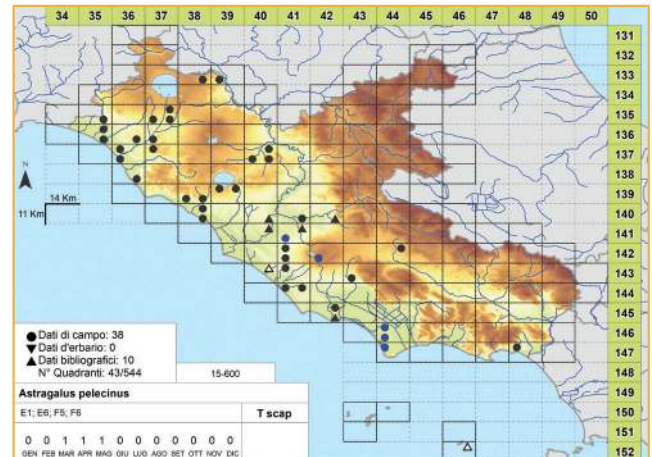 34 35 36 37 38 39 40 41 42 43 44 45 46 47 48 49 50
131
132
133
134
135
136
137
138
139
140
141
142
143
144
145
146
147
148
149
150
151
152
N
14 Km
11 Km
Dati di campo: 38
Dati d'erbario: 0
Dati bibliografici: 10
N° Quadranti: 43/544
15-600
Astragalus pelecinus
E1; E6; F5; F6
T scap
0 0 1 1 1 0 0 0 0 0 0 0
GEN FEB MAR APR MAG GIU LUG AGO SET OTT NOV DIC